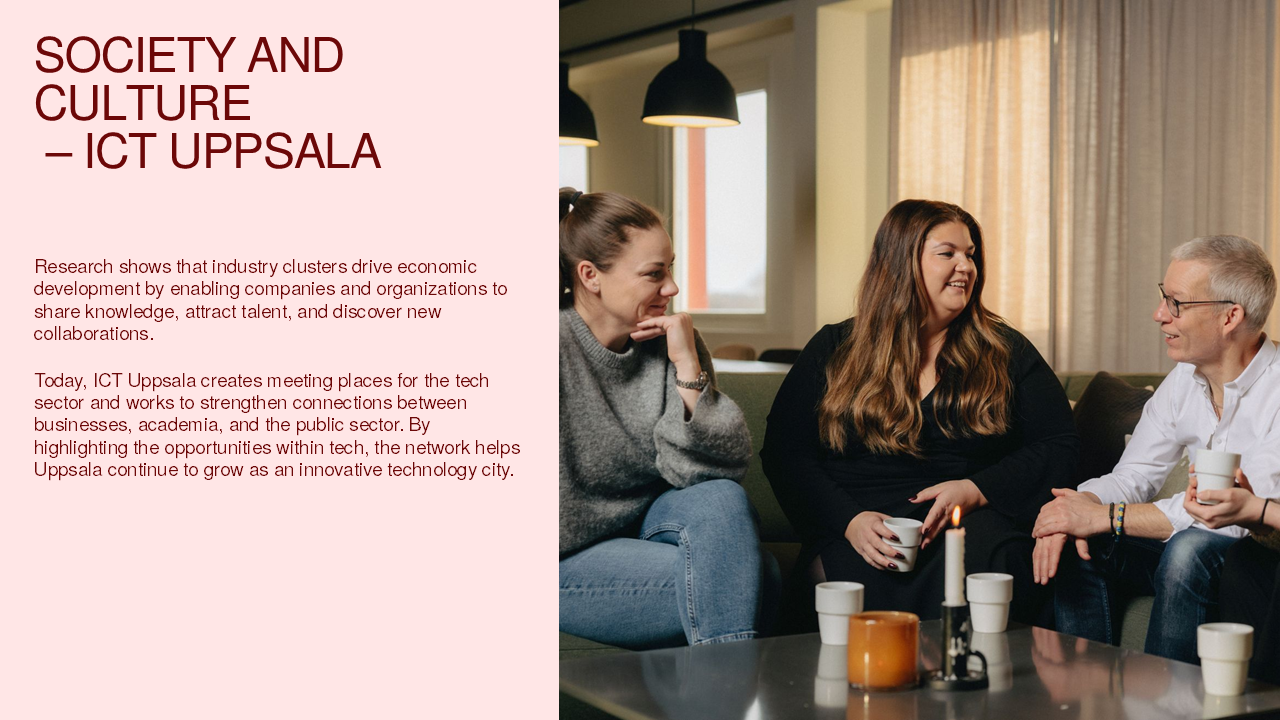 SOCIETY AND
CULTURE
– ICT UPPSALA
Research shows that industry clusters drive economic
development by enabling companies and organizations to
share knowledge, attract talent, and discover new
collaborations.
Today, ICT Uppsala creates meeting places for the tech
sector and works to strengthen connections between
businesses, academia, and the public sector. By
highlighting the opportunities within tech, the network helps
Uppsala continue to grow as an innovative technology city.